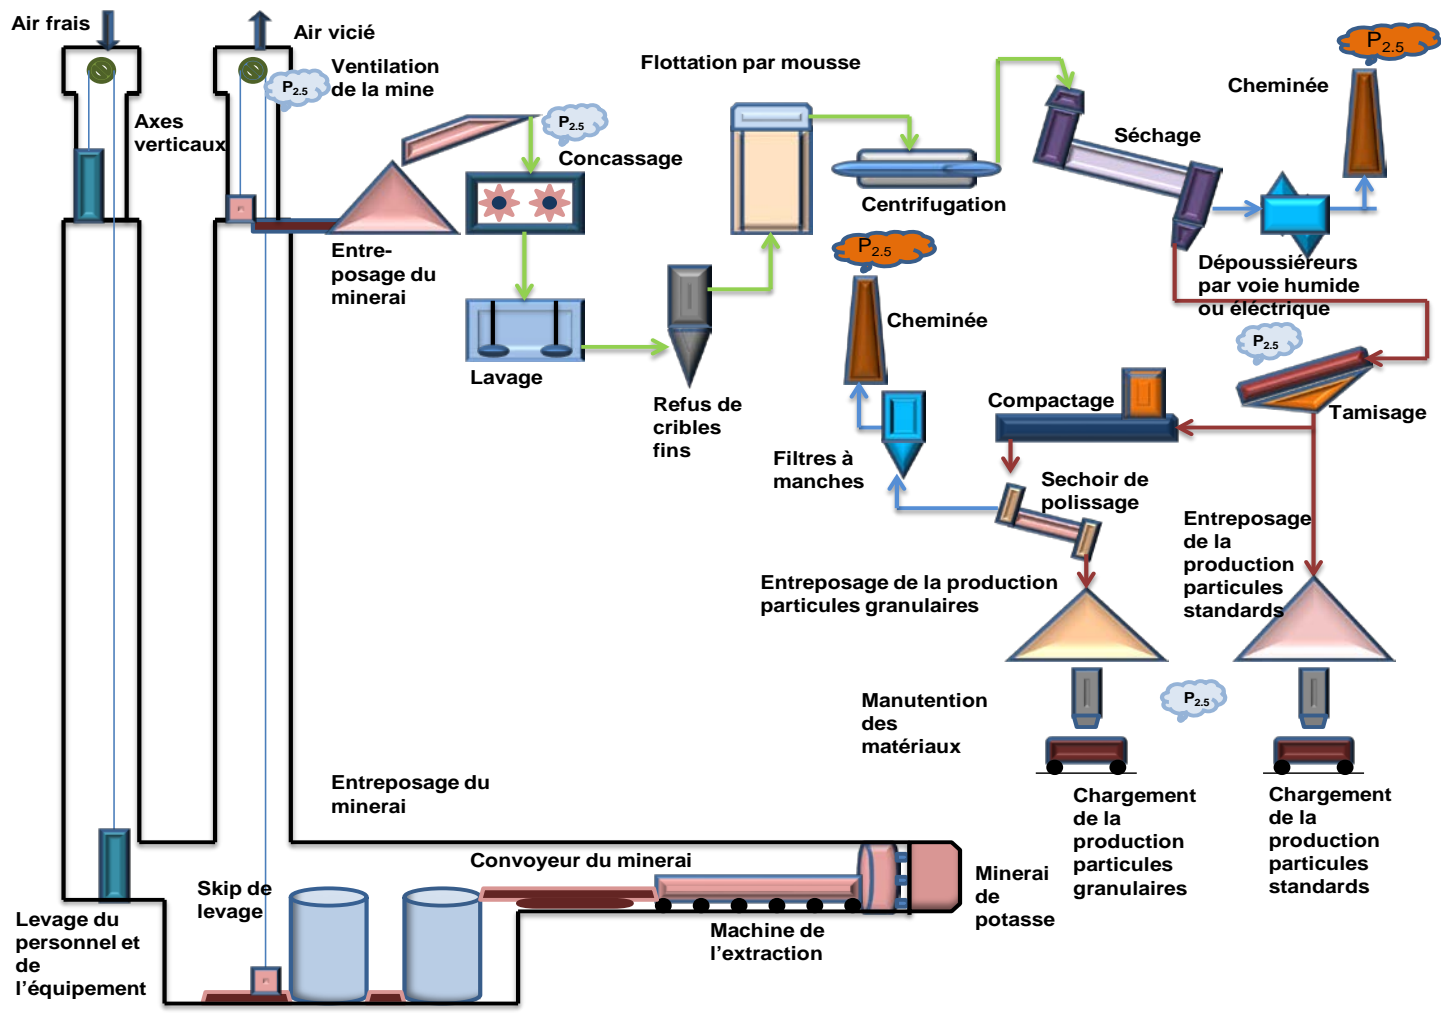 Air frais
Air vicié
Ventilation
de la mine
P2.5
Axes
verticaux
P2.5
Concassage
Entre-
posage du
minerai
Lavage
Refus de
cribles
fins
Flottation par mousse
Centrifugation
Séchage
P2.5
Cheminée
Dépoussiéreurs
par voie humide
ou éléctrique
P2.5
Cheminée
P2.5
Tamisage
Compactage
Filtres à
manches
Sechoir de
polissage
Entreposage
de la
production
particules
standards
Entreposage de la production
particules granulaires
Manutention
des
matériaux
P2.5
Chargement
de la
production
particules
granulaires
Chargement
de la
production
particules
standards
Entreposage du
minerai
Convoyeur du minerai
Minerai
de
potasse
Machine de
l'extraction
Skip de
levage
Levage du
personnel et
de
l'équipement